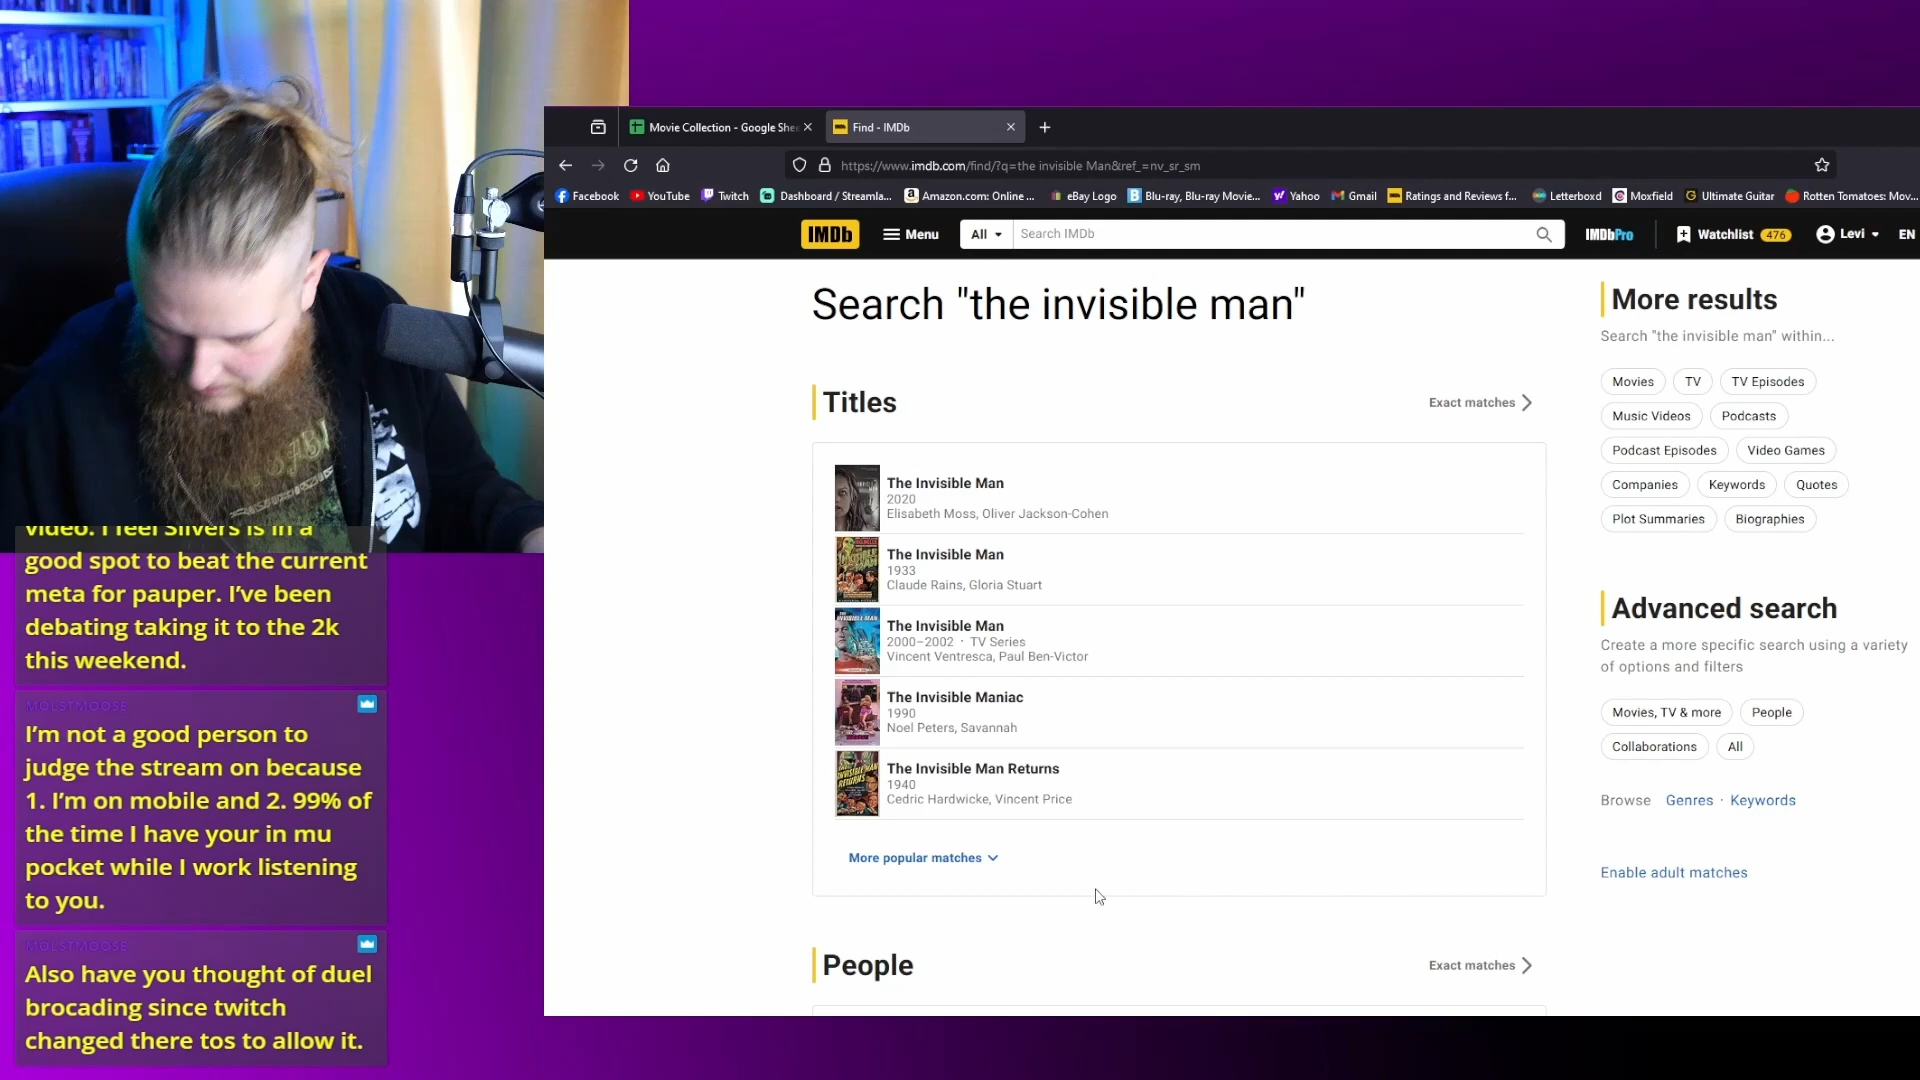 Movie Collection - Google She
Find - IMDb
https://www.imdb.com/find/?q=the invisible Man&ref_=nv_sr_sm
Facebook
YouTube
Twitch
Dashboard / Streamla...
Amazon.com: Online ...
eBay Logo
Blu-ray, Blu-ray Movie...
Yahoo
Gmail
Ratings and Reviews f...
Letterboxd
Moxfield
Ultimate Guitar
Rotten Tomatoes: Mov...
IMDb
Menu
All
Search IMDb
IMDbPro
Watchlist 476
Levi
EN
Search "the invisible man"
Titles
Exact matches
The Invisible Man
2020
Elisabeth Moss, Oliver Jackson-Cohen
The Invisible Man
1933
Claude Rains, Gloria Stuart
The Invisible Man
2000–2002 · TV Series
Vincent Ventresca, Paul Ben-Victor
The Invisible Maniac
1990
Noel Peters, Savannah
The Invisible Man Returns
1940
Cedric Hardwicke, Vincent Price
More popular matches
People
Exact matches
More results
Search "the invisible man" within...
Movies
TV
TV Episodes
Music Videos
Podcasts
Podcast Episodes
Video Games
Companies
Keywords
Quotes
Plot Summaries
Biographies
Advanced search
Create a more specific search using a variety
of options and filters
Movies, TV & more
People
Collaborations
All
Browse Genres · Keywords
Enable adult matches
video. I feel Slivers is in a
good spot to beat the current
meta for pauper. I've been
debating taking it to the 2k
this weekend.
MOLSTMOOSE
I'm not a good person to
judge the stream on because
1. I'm on mobile and 2. 99% of
the time I have your in mu
pocket while I work listening
to you.
MOLSTMOOSE
Also have you thought of duel
brocading since twitch
changed there tos to allow it.